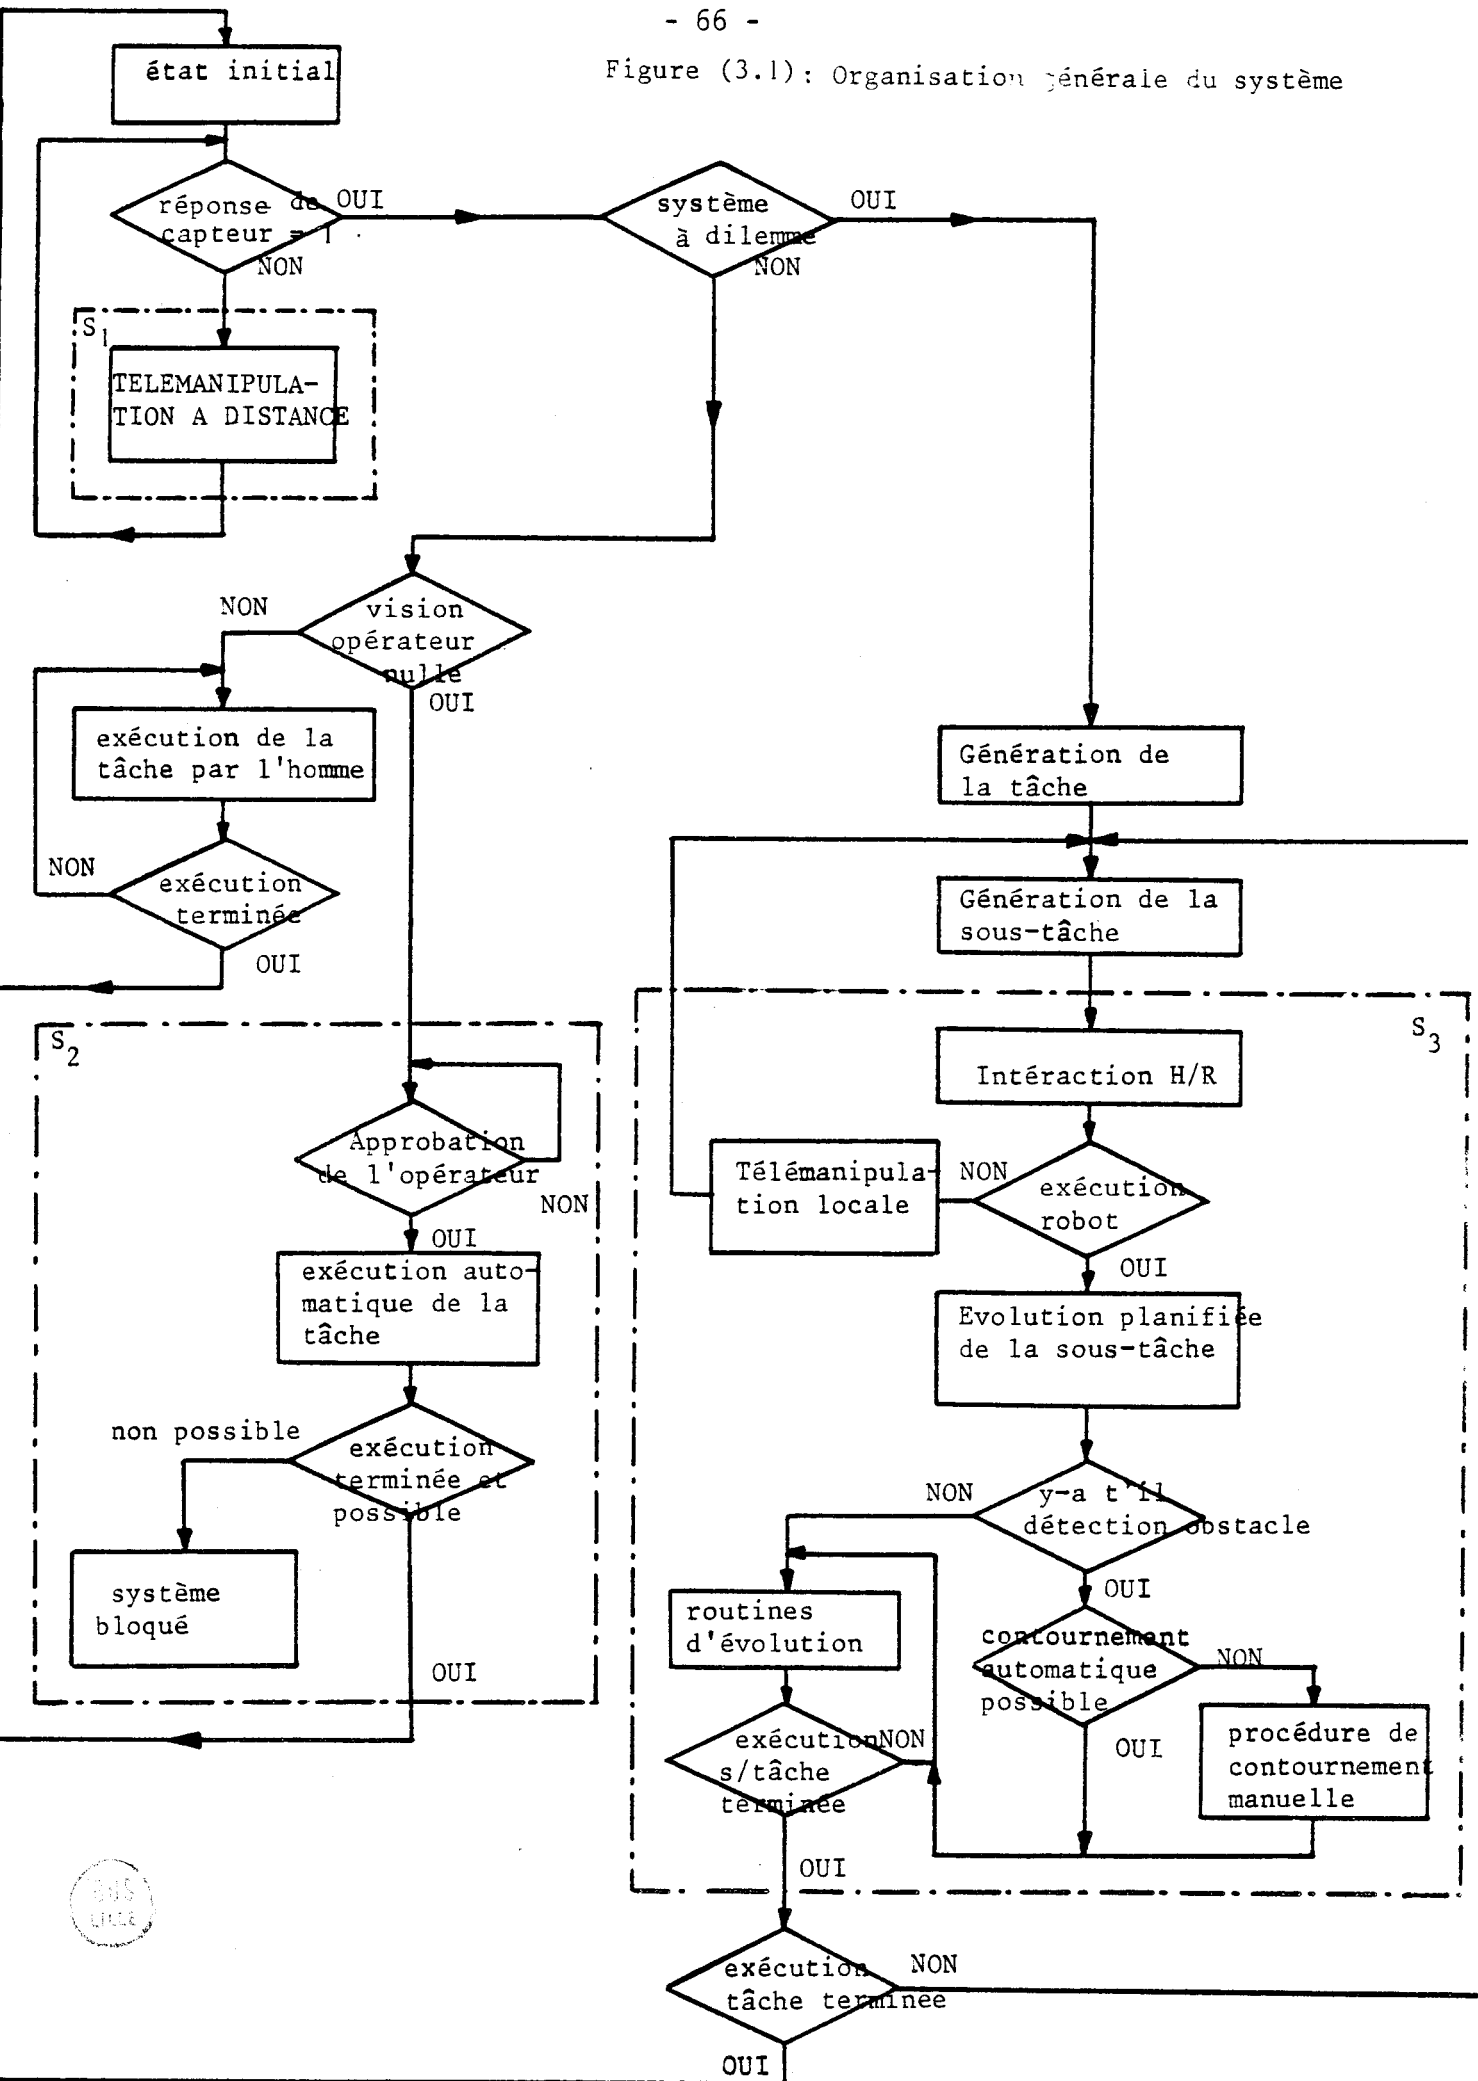 - 66 -
Figure (3.1): Organisation générale du système
état initial
réponse de
capteur = 1
OUI
NON
système
à dilemme
OUI
NON
S1
TELEMANIPULA-
TION A DISTANCE
vision
opérateur
nulle
NON
OUI
exécution de la
tâche par l'homme
exécution
terminée
NON
OUI
Génération de
la tâche
Génération de la
sous-tâche
S2
Approbation
de l'opérateur
NON
OUI
exécution auto-
matique de la
tâche
non possible
exécution
terminée et
possible
système
bloqué
OUI
S3
Intéraction H/R
Télémanipula-
tion locale
NON
exécution
robot
OUI
Evolution planifiée
de la sous-tâche
NON
y-a t'il
détection obstacle
OUI
routines
d'évolution
contournement
automatique
possible
NON
OUI
procédure de
contournement
manuelle
exécution
s/tâche
terminée
NON
OUI
exécution
tâche terminée
NON
OUI
BUS
LILLE